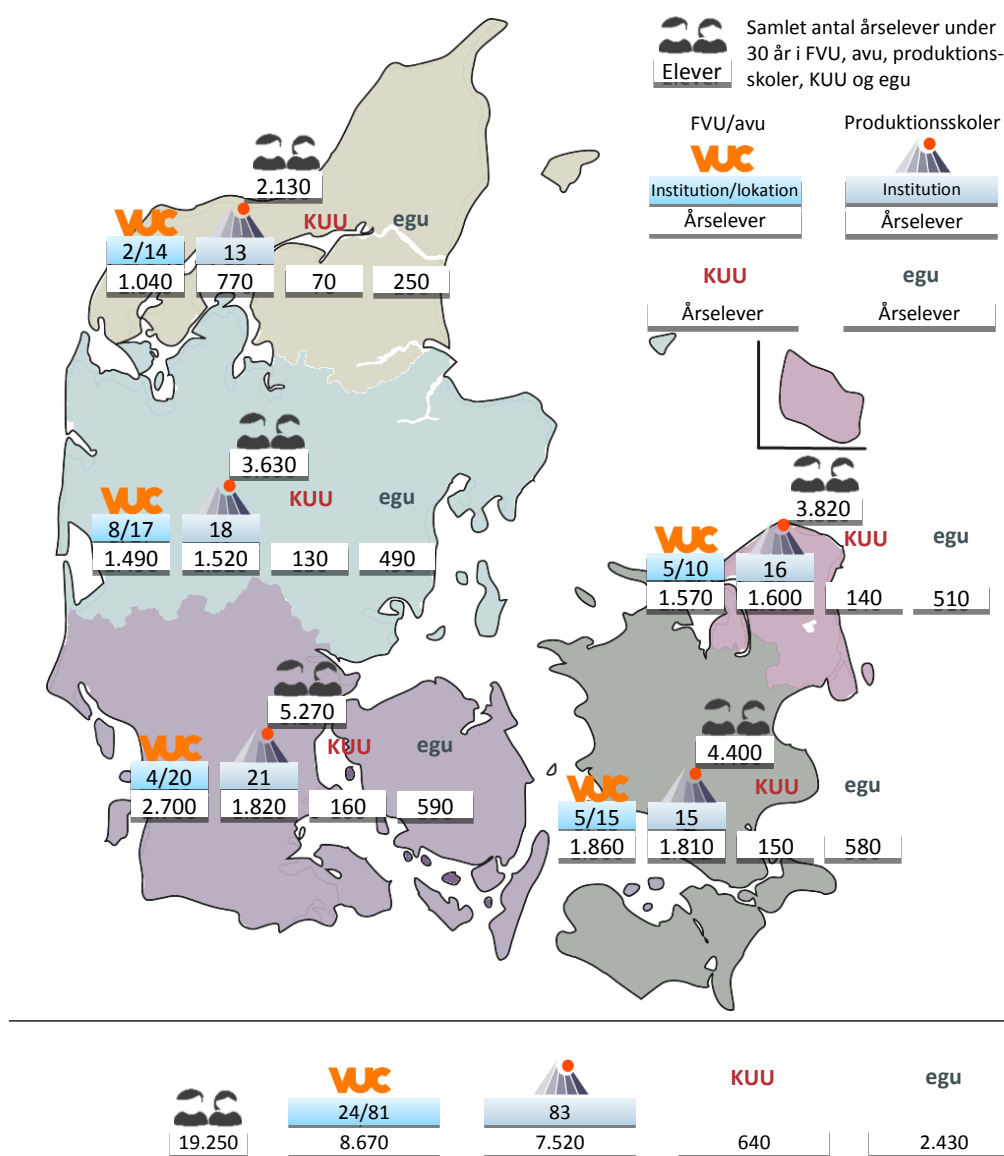 Samlet antal årselever under
30 år i FVU, avu, produktions-
skoler, KUU og egu
Elever
FVU/avu
Produktionsskoler
VUC
Institution/lokation
Institution
Årselever
Årselever
KUU
egu
Årselever
Årselever
2.130
VUC
KUU
egu
2/14
13
1.040
770
70
250
3.630
VUC
KUU
egu
8/17
18
1.490
1.520
130
490
3.820
VUC
KUU
egu
5/10
16
1.570
1.600
140
510
5.270
VUC
KUU
egu
4/20
21
2.700
1.820
160
590
4.400
VUC
KUU
egu
5/15
15
1.860
1.810
150
580
VUC
KUU
egu
24/81
83
19.250
8.670
7.520
640
2.430